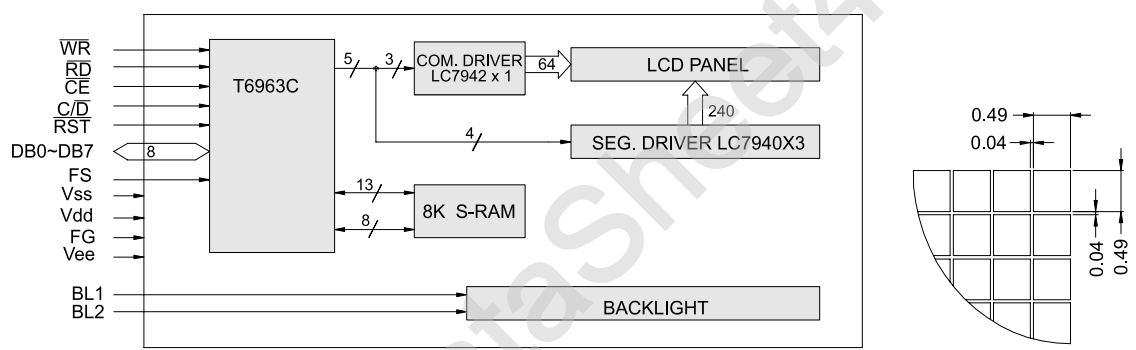 WR
RD
CE
C/D
RST
DB0~DB7
FS
Vss
Vdd
FG
Vee
BL1
BL2
8
T6963C
5
3
COM. DRIVER
LC7942 x 1
64
LCD PANEL
240
4
SEG. DRIVER LC7940X3
13
8
8K S-RAM
BACKLIGHT
0.49
0.04
0.04
0.49
taSheet4